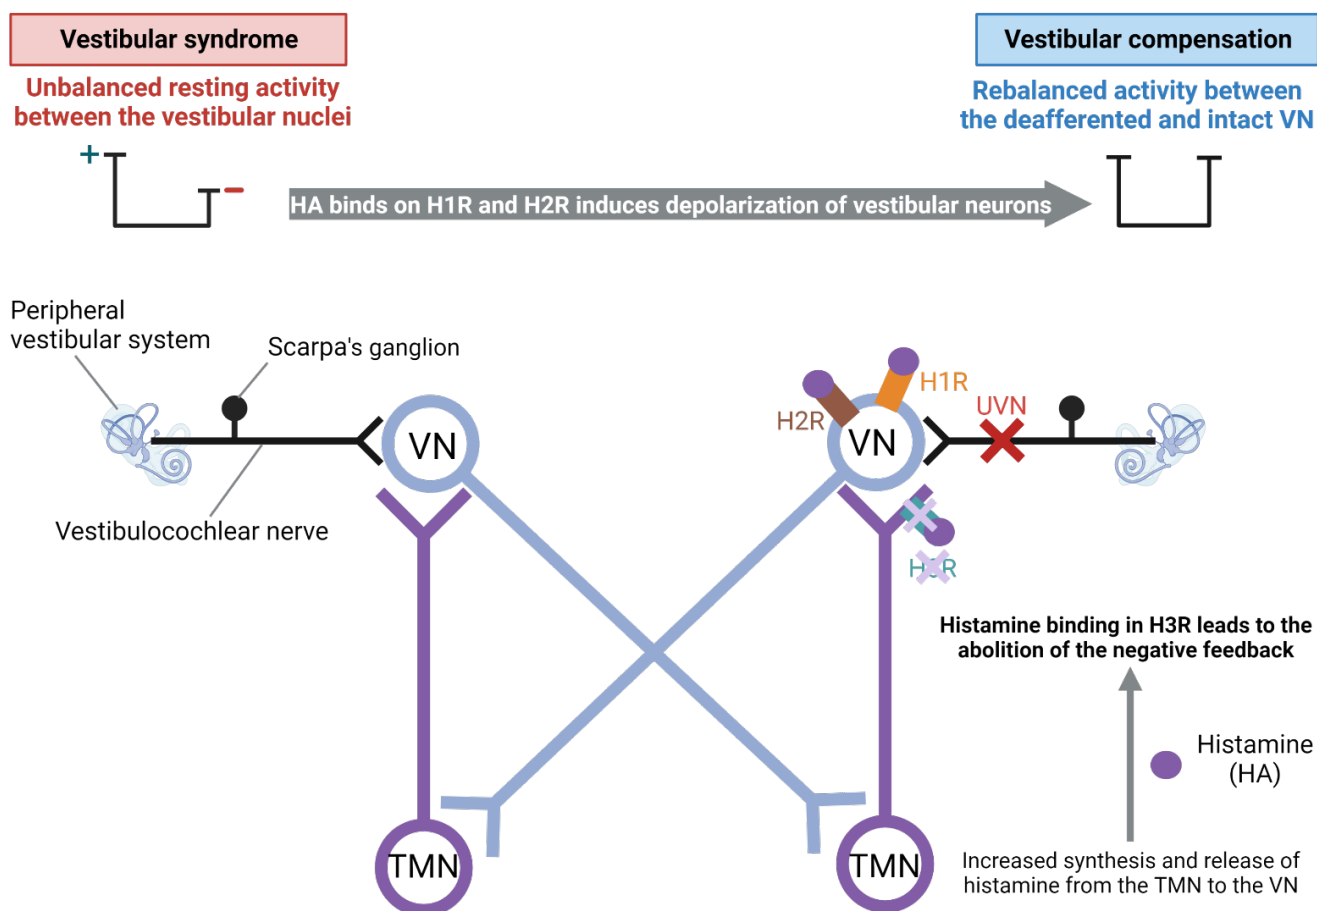 Vestibular syndrome
Vestibular compensation
Unbalanced resting activity
between the vestibular nuclei
Rebalanced activity between
the deafferented and intact VN
+
−
HA binds on H1R and H2R induces depolarization of vestibular neurons
Peripheral
vestibular system
Scarpa's ganglion
Vestibulocochlear nerve
VN
H2R
H1R
VN
UVN
H3R
Histamine binding in H3R leads to the
abolition of the negative feedback
Histamine
(HA)
TMN
TMN
Increased synthesis and release of
histamine from the TMN to the VN